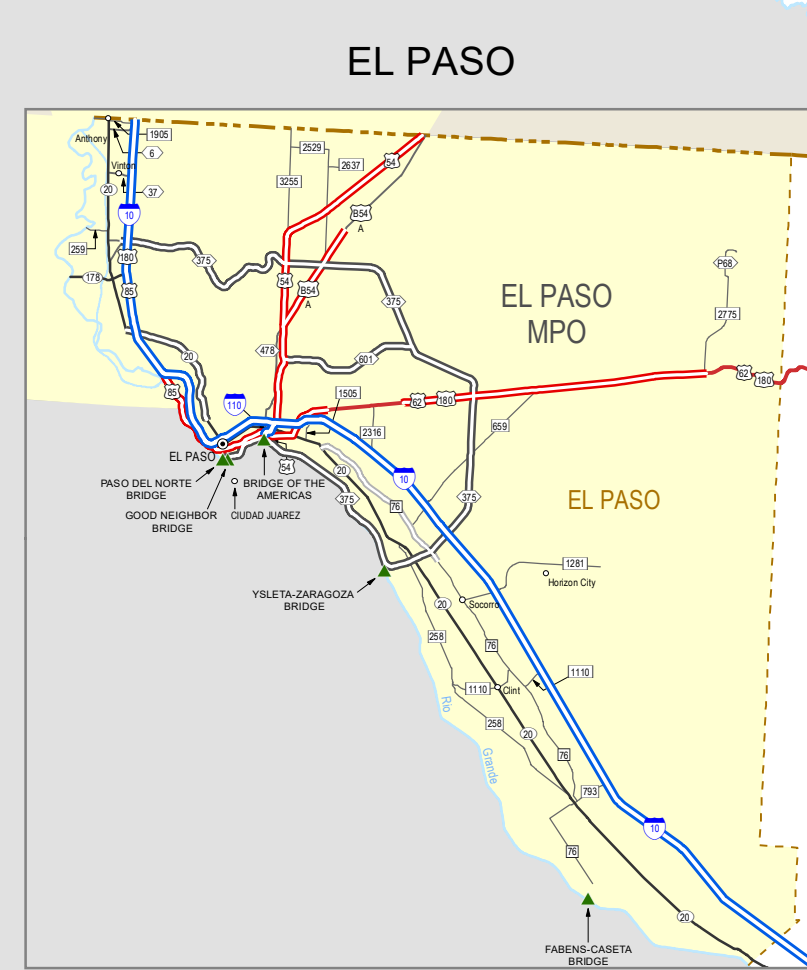 EL PASO
Anthony
1905
6
Vinton
37
20
10
259
180
178
85
375
2529
2637
3255
54
B54
A
54
B54
A
375
P68
EL PASO
MPO
2775
20
478
601
85
110
1505
62
180
62
180
2316
659
EL PASO
54
20
10
PASO DEL NORTE
BRIDGE
BRIDGE OF THE
AMERICAS
375
76
375
EL PASO
GOOD NEIGHBOR
BRIDGE
CIUDAD JUAREZ
1281
Horizon City
YSLETA-ZARAGOZA
BRIDGE
20
Socorro
258
76
1110
1110
Clint
Rio
Grande
258
20
76
793
10
76
20
FABENS-CASETA
BRIDGE